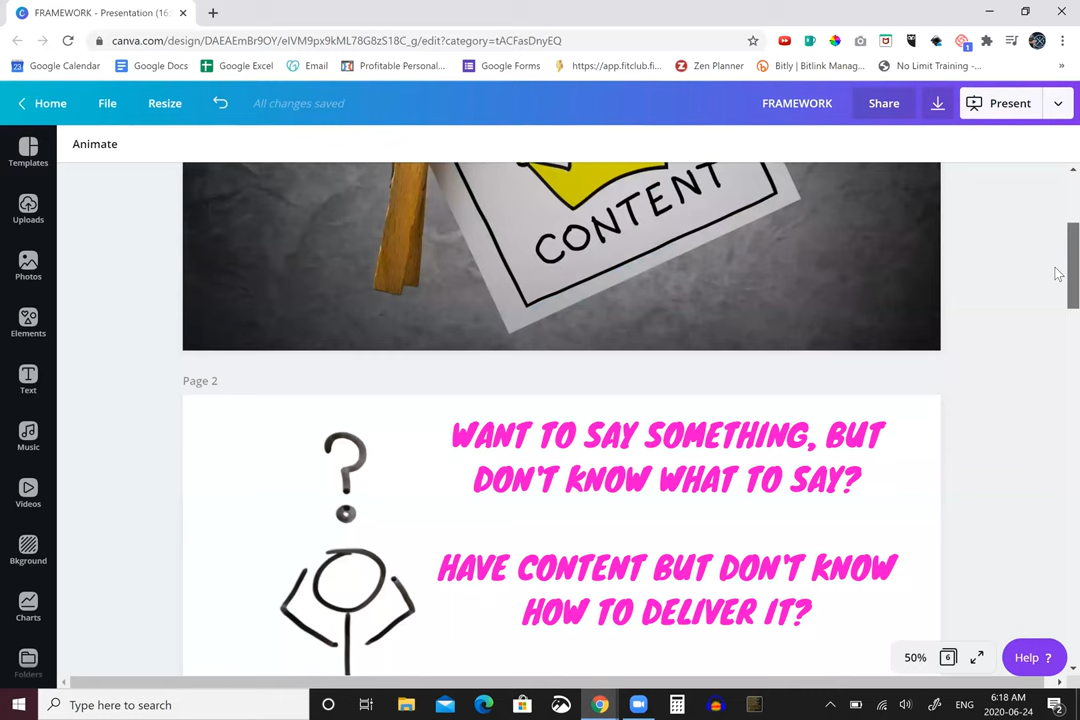 FRAMEWORK - Presentation (16:
canva.com/design/DAEAEmBr9OY/eIVM9px9kML78G8zS18C_g/edit?category=tACFasDnyEQ
23 Google Calendar Google Docs Google Excel Email Profitable Personal... Google Forms https://app.fitclub.fi... Zen Planner Bitly | Bitlink Manag... No Limit Training -... »
Home File Resize All changes saved FRAMEWORK Share Present
Animate
Templates
Uploads
Photos
Elements
Text
Music
Videos
Bkground
Charts
Folders
CONTENT
Page 2
?
WANT TO SAY SOMETHING, BUT
DON'T KNOW WHAT TO SAY?
HAVE CONTENT BUT DON'T KNOW
HOW TO DELIVER IT?
50% 6 Help ?
Type here to search
ENG
6:18 AM
2020-06-24
2